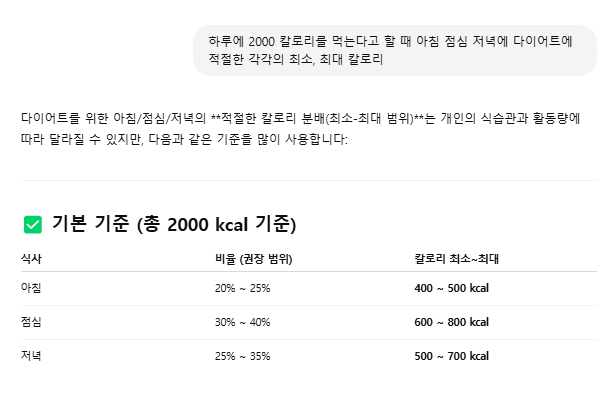 하루에 2000 칼로리를 먹는다고 할 때 아침 점심 저녁에 다이어트에
적절한 각각의 최소, 최대 칼로리
다이어트를 위한 아침/점심/저녁의 **적절한 칼로리 분배(최소-최대 범위)**는 개인의 식습관과 활동량에
따라 달라질 수 있지만, 다음과 같은 기준을 많이 사용합니다:
✅ 기본 기준 (총 2000 kcal 기준)
식사 비율 (권장 범위) 칼로리 최소~최대
아침 20% ~ 25% 400 ~ 500 kcal
점심 30% ~ 40% 600 ~ 800 kcal
저녁 25% ~ 35% 500 ~ 700 kcal